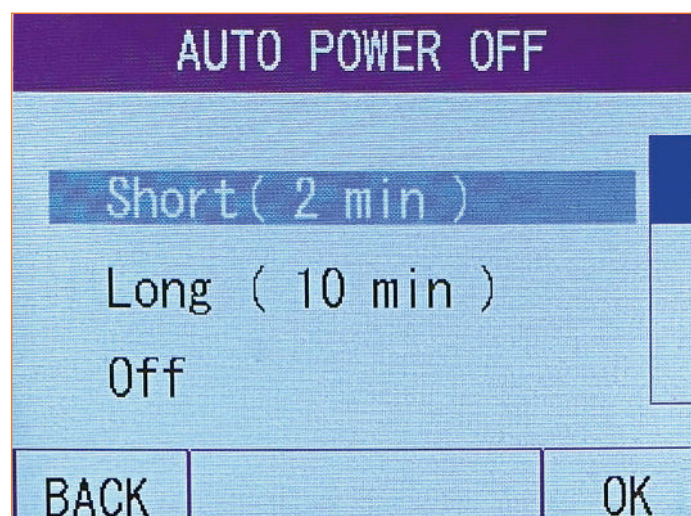 AUTO POWER OFF
Short( 2 min )
Long ( 10 min )
Off
BACK
OK